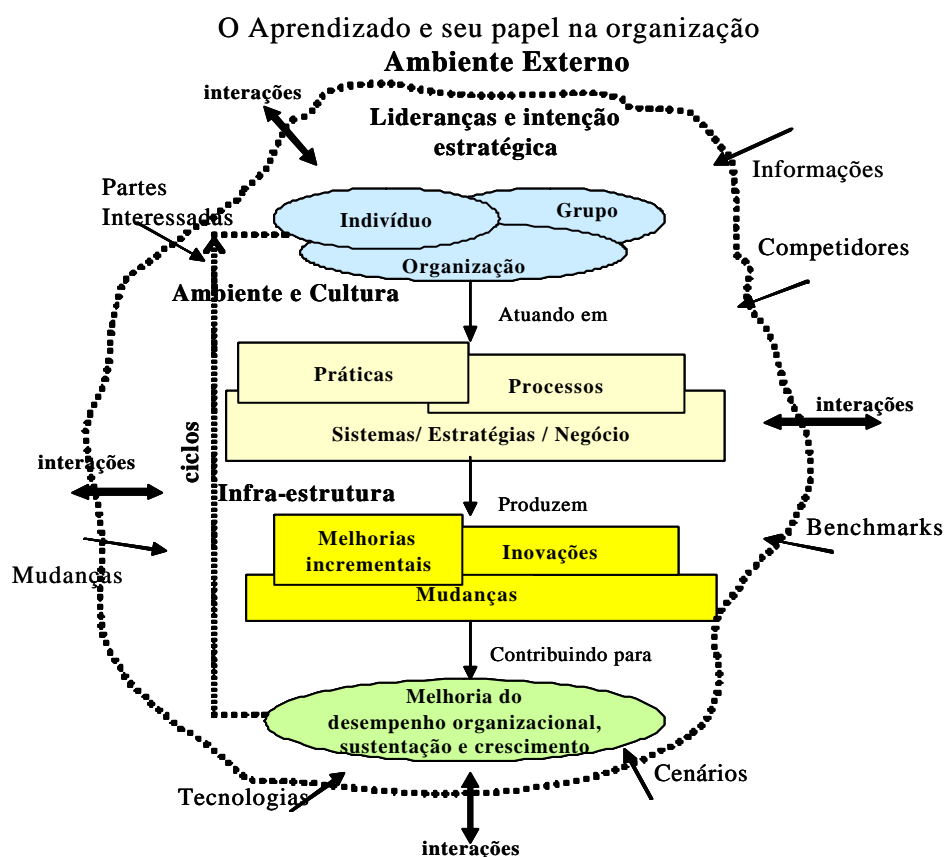 O Aprendizado e seu papel na organização
Ambiente Externo
interações
Lideranças e intenção
estratégica
Informações
Partes
Interessadas
Indivíduo
Grupo
Organização
Competidores
Ambiente e Cultura
Atuando em
Práticas
Processos
Sistemas/ Estratégias / Negócio
interações
ciclos
interações
Infra-estrutura
Produzem
Benchmarks
Melhorias
incrementais
Inovações
Mudanças
Mudanças
Contribuindo para
Melhoria do
desempenho organizacional,
sustentação e crescimento
Cenários
Tecnologias
interações